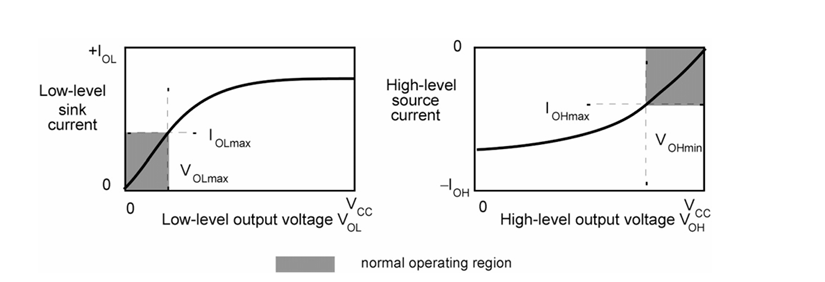 +IOL
Low-level
sink
current
IOLmax
VOLmax
0
0
VCC
Low-level output voltage VOL
0
High-level
source
current
IOHmax
VOHmin
–IOH
0
VCC
High-level output voltage VOH
normal operating region